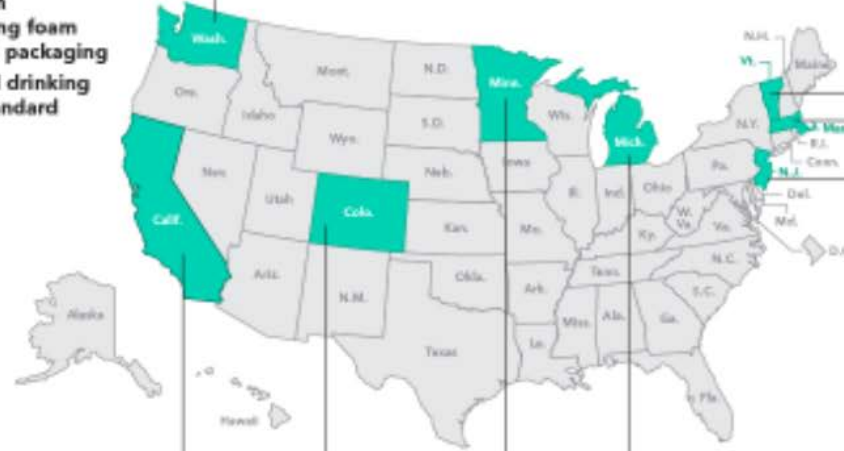 ng foam
packaging
drinking
ndard
Wash.
Mont.
N.D.
Minn.
Ore.
Idaho
S.D.
Wis.
Mich.
N.H.
Vt.
Maine
N.Y.
R.I.
Conn.
Wyo.
Iowa
Neb.
Pa.
N.J.
Nev.
Utah
Colo.
Ill.
Ind.
Ohio
Del.
Md.
Calif.
Kan.
Mo.
W.
Va.
Va.
Ky.
N.C.
Ariz.
N.M.
Okla.
Ark.
Tenn.
S.C.
Miss.
Ala.
Ga.
Alaska
Texas
La.
Fla.
Hawaii